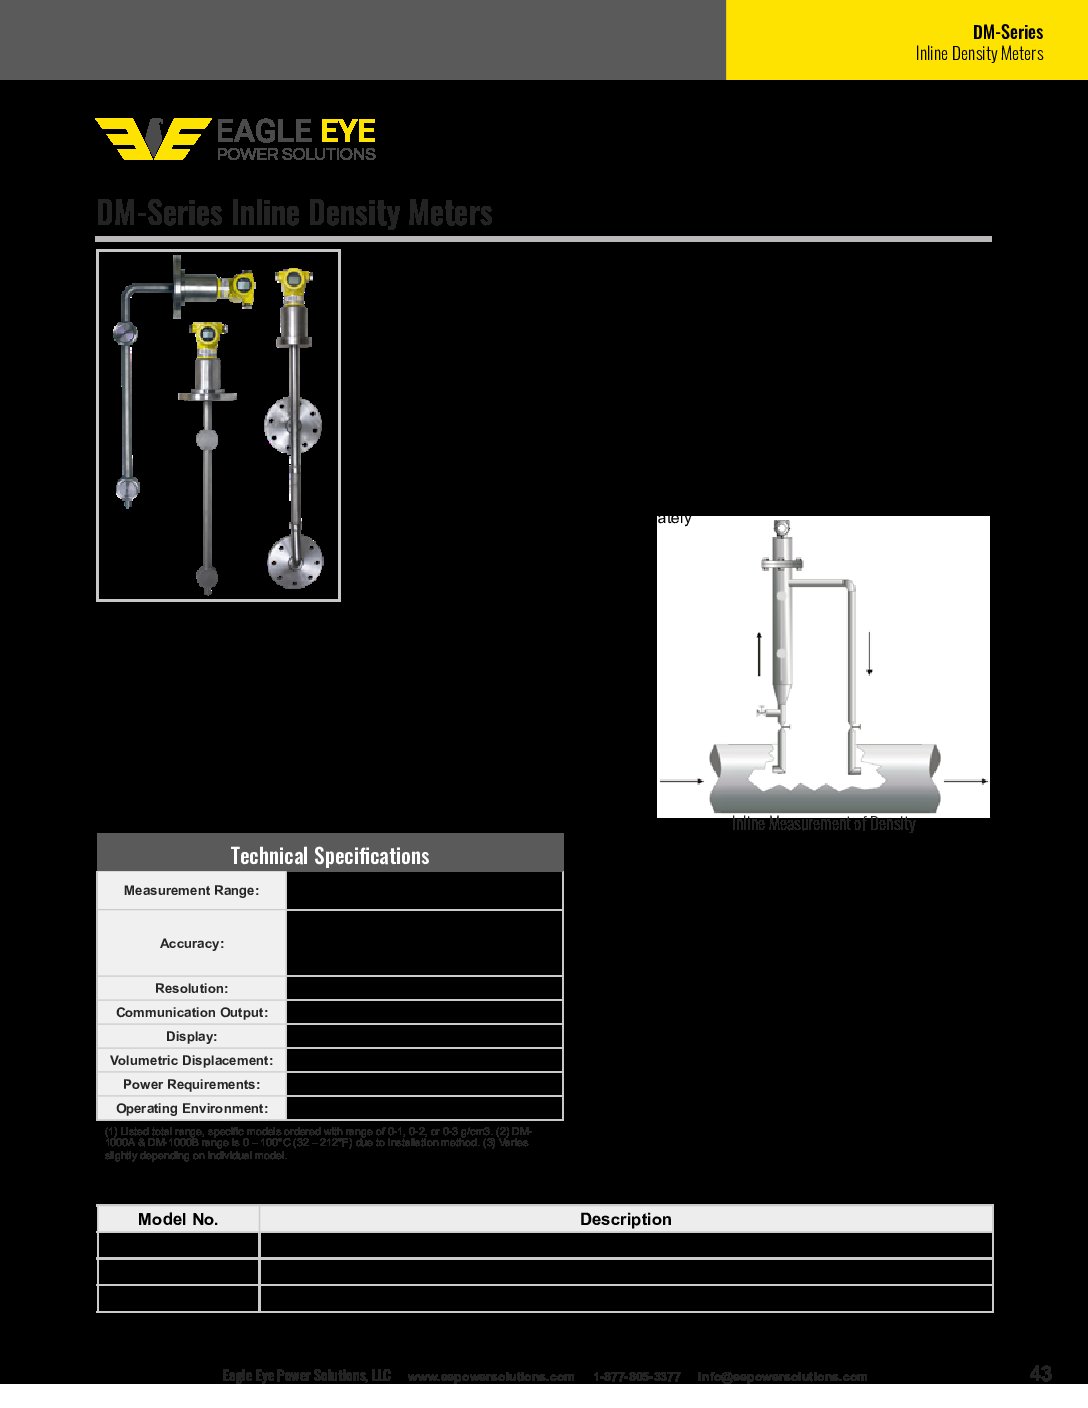 DM-Series
Inline Density Meters
EAGLE EYE
POWER SOLUTIONS
DM-Series Inline Density Meters
ately
Inline Measurement of Density
Technical Specifications
Measurement Range:
Accuracy:
Resolution:
Communication Output:
Display:
Volumetric Displacement:
Power Requirements:
Operating Environment:
(1) Listed total range, specific models ordered with range of 0-1, 0-2, or 0-3 g/cm3. (2) DM-
1000A & DM-1000B range is 0 – 100°C (32 – 212°F) due to installation method. (3) Varies
slightly depending on individual model.
Model No. Description
Eagle Eye Power Solutions, LLC www.eepowersolutions.com 1-877-805-3377 info@eepowersolutions.com 43